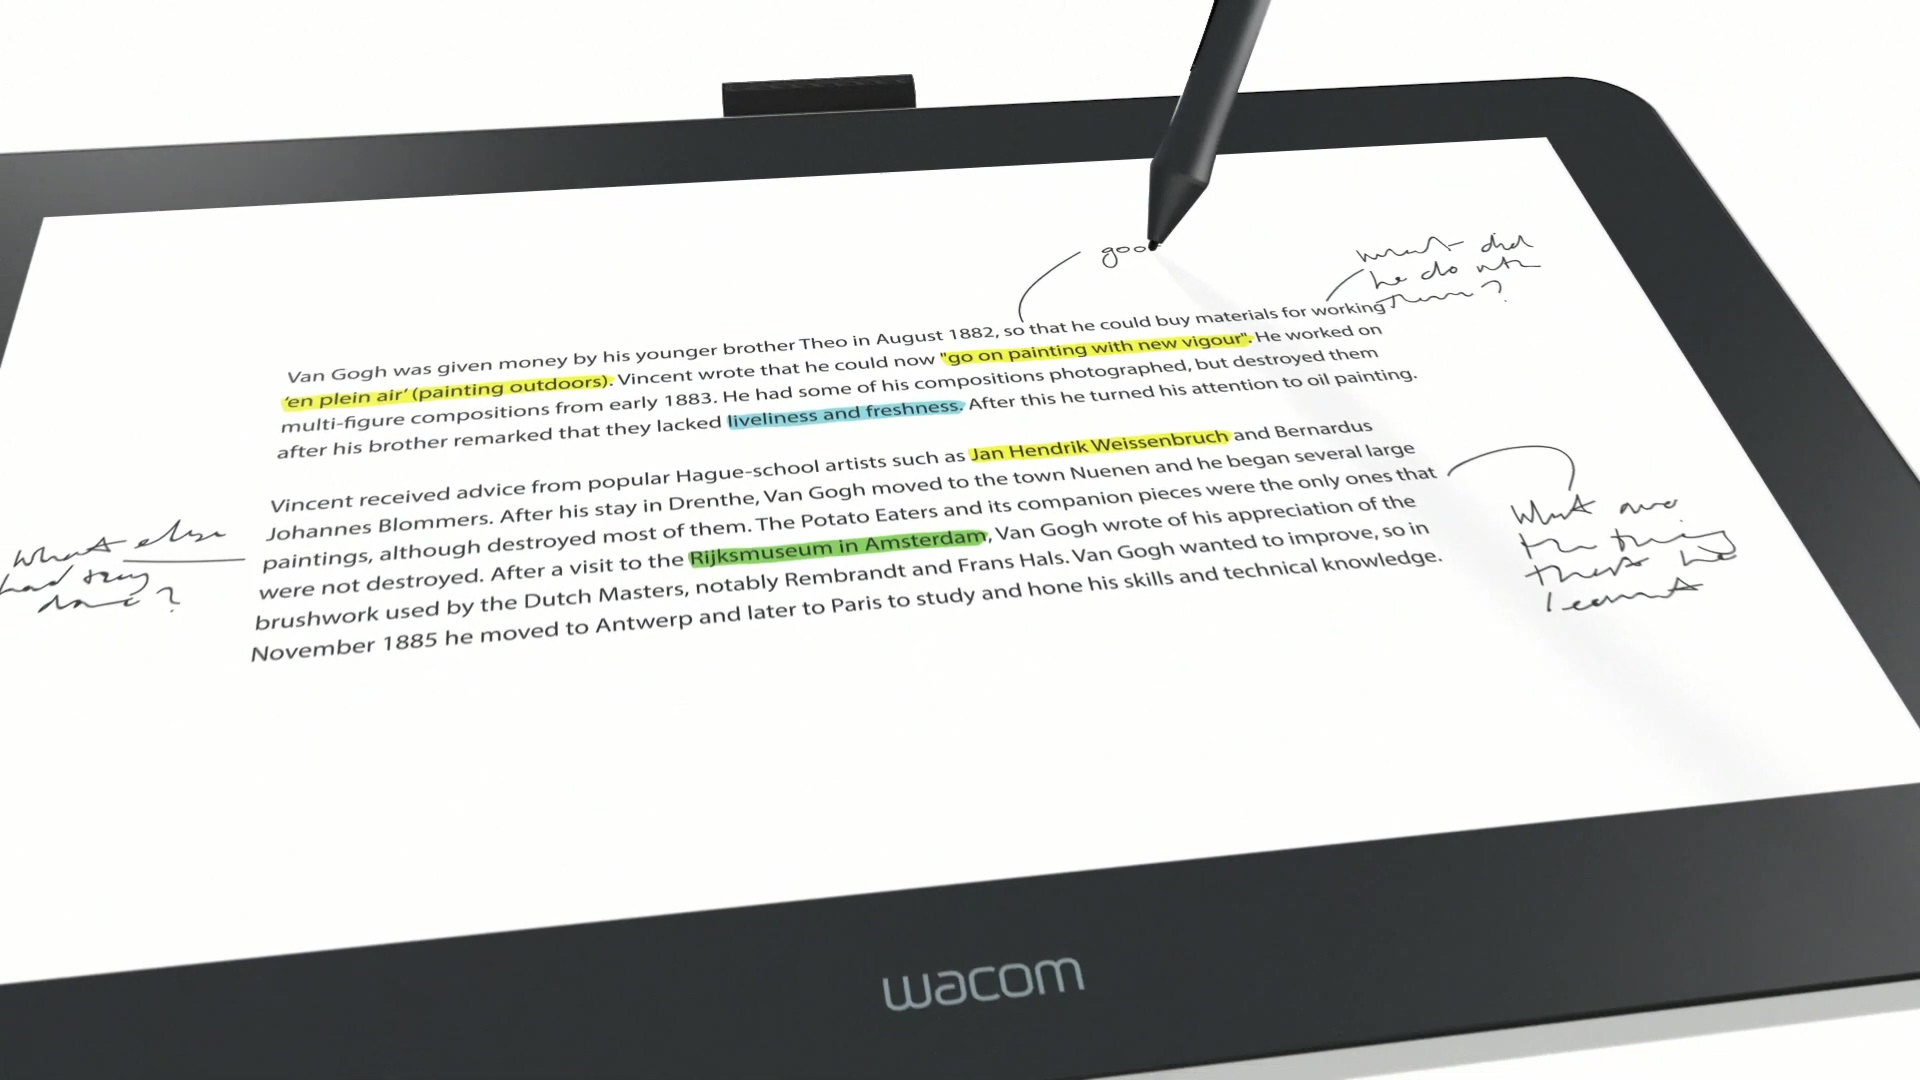 goo
what did
he do with
them?
Van Gogh was given money by his younger brother Theo in August 1882, so that he could buy materials for working
'en plein air' (painting outdoors). Vincent wrote that he could now "go on painting with new vigour". He worked on
multi-figure compositions from early 1883. He had some of his compositions photographed, but destroyed them
after his brother remarked that they lacked liveliness and freshness. After this he turned his attention to oil painting.
Vincent received advice from popular Hague-school artists such as Jan Hendrik Weissenbruch and Bernardus
Johannes Blommers. After his stay in Drenthe, Van Gogh moved to the town Nuenen and he began several large
paintings, although destroyed most of them. The Potato Eaters and its companion pieces were the only ones that
were not destroyed. After a visit to the Rijksmuseum in Amsterdam, Van Gogh wrote of his appreciation of the
brushwork used by the Dutch Masters, notably Rembrandt and Frans Hals. Van Gogh wanted to improve, so in
November 1885 he moved to Antwerp and later to Paris to study and hone his skills and technical knowledge.
What else
had they
done?
What are
the things
that he
learnt
wacom